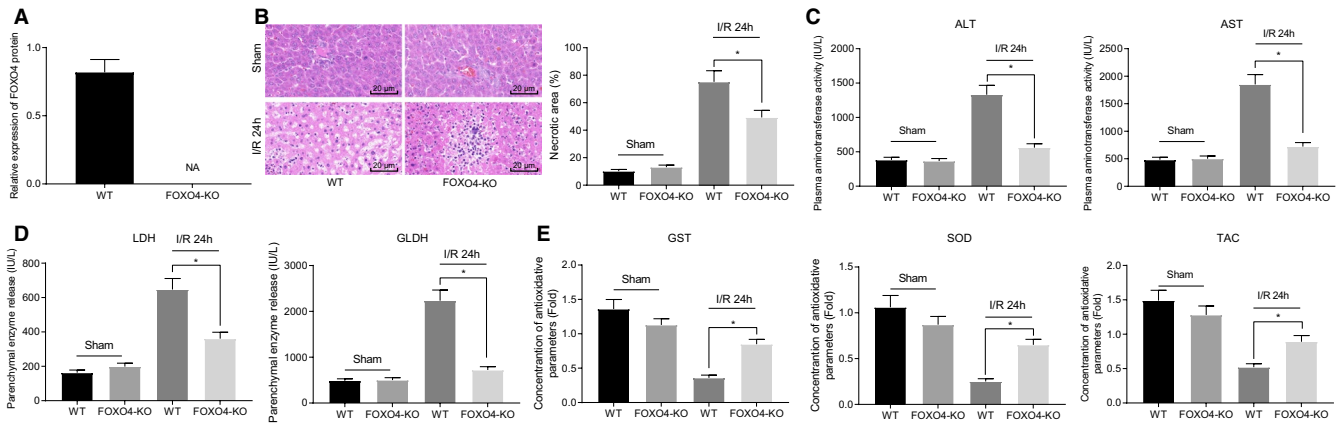 A
Relative expression of FOXO4 protein
1.0
0.5
0.0
NA
WT
FOXO4-KO
B
Sham
I/R 24h
20 μm
20 μm
20 μm
20 μm
WT
FOXO4-KO
Necrotic area (%)
100
80
60
40
20
0
Sham
I/R 24h
*
WT
FOXO4-KO
WT
FOXO4-KO
C
ALT
Plasma aminotransferase activity (IU/L)
2500
2000
1500
1000
500
0
Sham
I/R 24h
*
WT
FOXO4-KO
WT
FOXO4-KO
AST
Plasma aminotransferase activity (IU/L)
2500
2000
1500
1000
500
0
Sham
I/R 24h
*
WT
FOXO4-KO
WT
FOXO4-KO
D
LDH
Parenchymal enzyme release (IU/L)
800
600
400
200
0
Sham
I/R 24h
*
WT
FOXO4-KO
WT
FOXO4-KO
GLDH
Parenchymal enzyme release (IU/L)
3000
2000
1000
0
Sham
I/R 24h
*
WT
FOXO4-KO
WT
FOXO4-KO
E
GST
Concentrantion of antioxidative
parameters (Fold)
2.0
1.5
1.0
0.5
0.0
Sham
I/R 24h
*
WT
FOXO4-KO
WT
FOXO4-KO
SOD
Concentrantion of antioxidative
parameters (Fold)
1.5
1.0
0.5
0.0
Sham
I/R 24h
*
WT
FOXO4-KO
WT
FOXO4-KO
TAC
Concentrantion of antioxidative
parameters (Fold)
2.0
1.5
1.0
0.5
0.0
Sham
I/R 24h
*
WT
FOXO4-KO
WT
FOXO4-KO